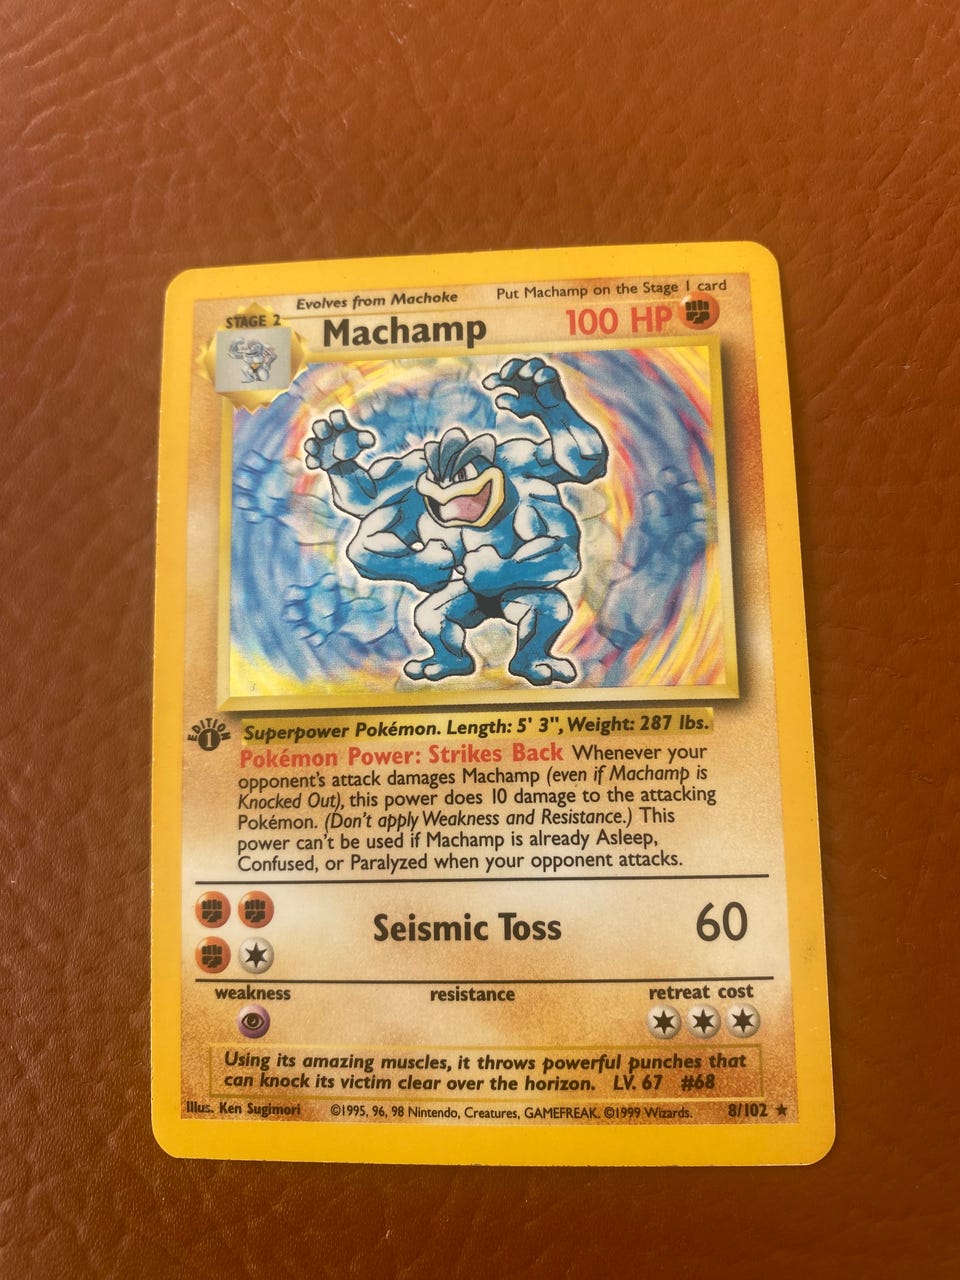 Evolves from Machoke
Put Machamp on the Stage 1 card
STAGE 2
Machamp
100 HP
EDITION
1
Superpower Pokémon. Length: 5' 3", Weight: 287 lbs.
Pokémon Power: Strikes Back Whenever your
opponent's attack damages Machamp (even if Machamp is
Knocked Out), this power does 10 damage to the attacking
Pokémon. (Don't apply Weakness and Resistance.) This
power can't be used if Machamp is already Asleep,
Confused, or Paralyzed when your opponent attacks.
Seismic Toss
60
weakness
resistance
retreat cost
Using its amazing muscles, it throws powerful punches that
can knock its victim clear over the horizon. LV. 67 #68
Illus. Ken Sugimori
©1995, 96, 98 Nintendo, Creatures, GAMEFREAK. ©1999 Wizards.
8/102 ★